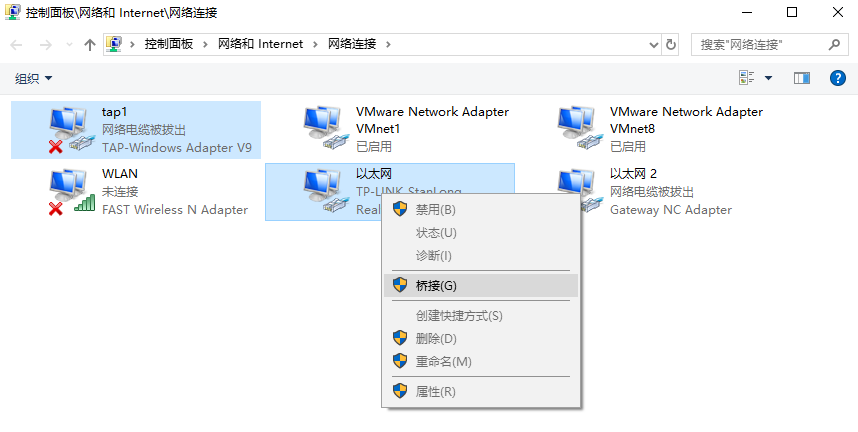 控制面板\网络和 Internet\网络连接
控制面板 网络和 Internet 网络连接
搜索"网络连接"
组织
tap1
网络电缆被拔出
TAP-Windows Adapter V9
VMware Network Adapter
VMnet1
已启用
VMware Network Adapter
VMnet8
已启用
WLAN
未连接
FAST Wireless N Adapter
以太网
TP-LINK_StanLong
Real
以太网 2
网络电缆被拔出
Gateway NC Adapter
禁用(B)
状态(U)
诊断(I)
桥接(G)
创建快捷方式(S)
删除(D)
重命名(M)
属性(R)